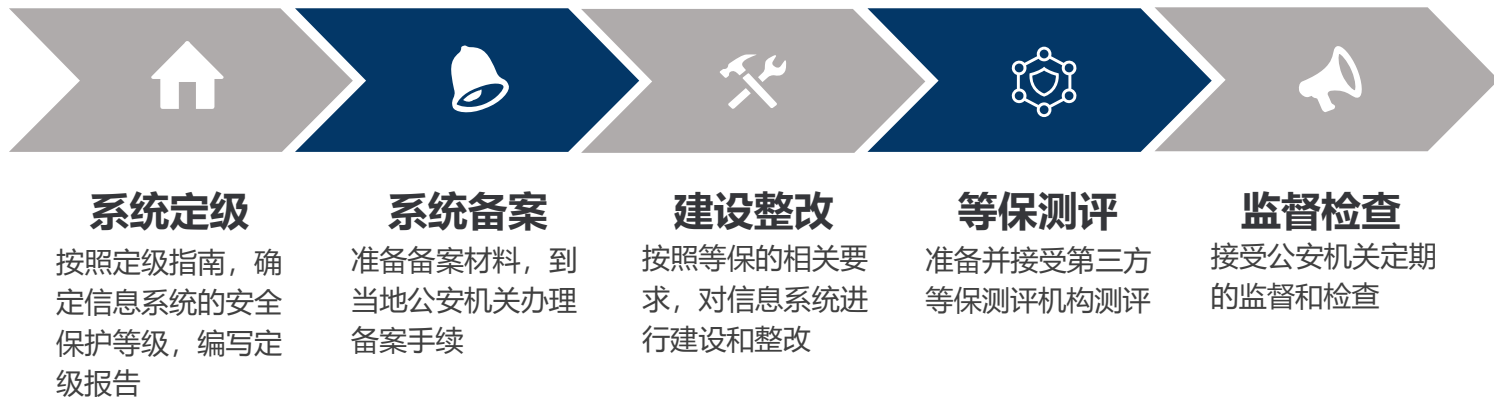 系统定级
按照定级指南，确
定信息系统的安全
保护等级，编写定
级报告
系统备案
准备备案材料，到
当地公安机关办理
备案手续
建设整改
按照等保的相关要
求，对信息系统进
行建设和整改
等保测评
准备并接受第三方
等保测评机构测评
监督检查
接受公安机关定期
的监督和检查